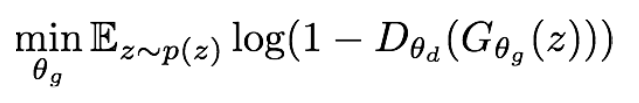 min_{θ_g} 𝔼_{z∼p(z)} log(1 − D_{θ_d}(G_{θ_g}(z)))